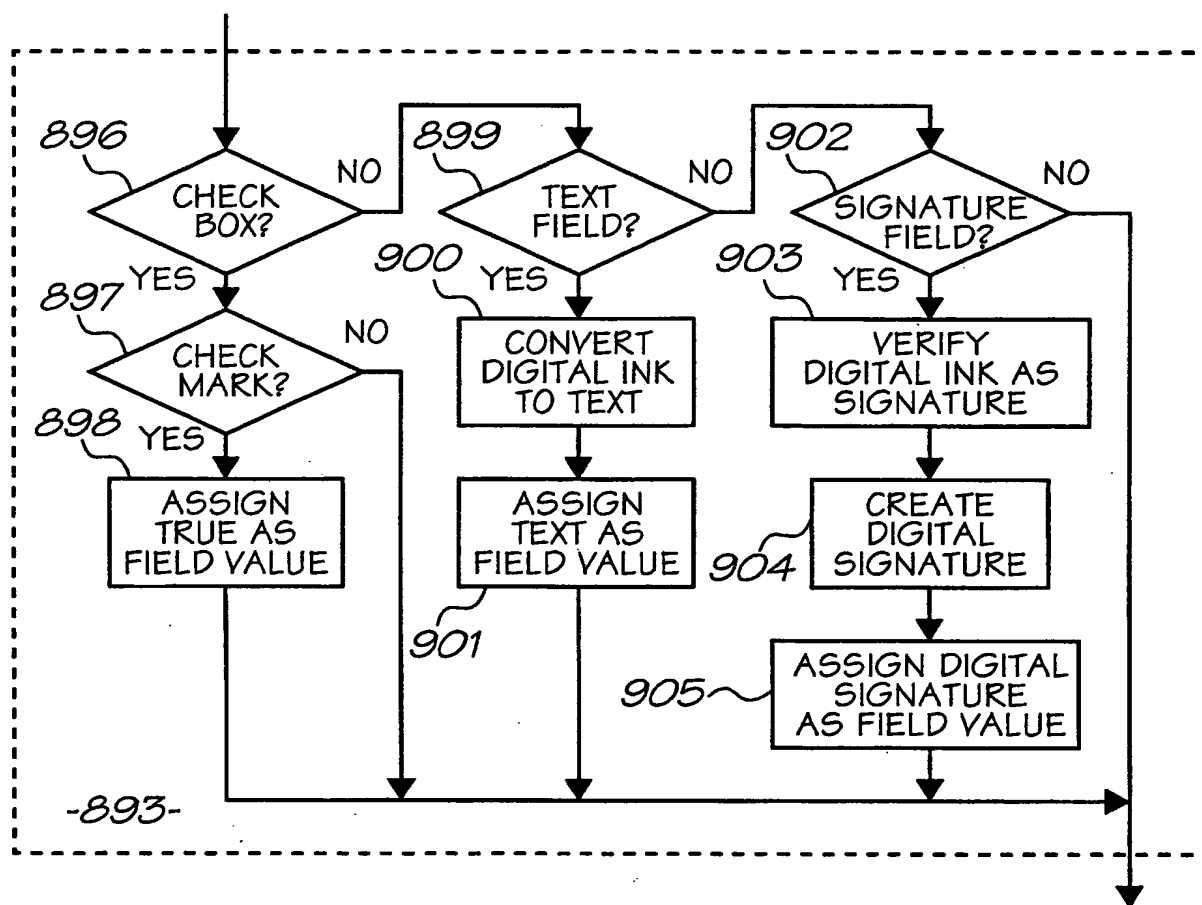 896
CHECK
BOX?
NO
YES
899
TEXT
FIELD?
NO
YES
902
SIGNATURE
FIELD?
NO
YES
897
CHECK
MARK?
NO
YES
900
CONVERT
DIGITAL INK
TO TEXT
903
VERIFY
DIGITAL INK AS
SIGNATURE
898
ASSIGN
TRUE AS
FIELD VALUE
ASSIGN
TEXT AS
FIELD VALUE
901
CREATE
DIGITAL
SIGNATURE
904
ASSIGN DIGITAL
SIGNATURE
AS FIELD VALUE
905
-893-